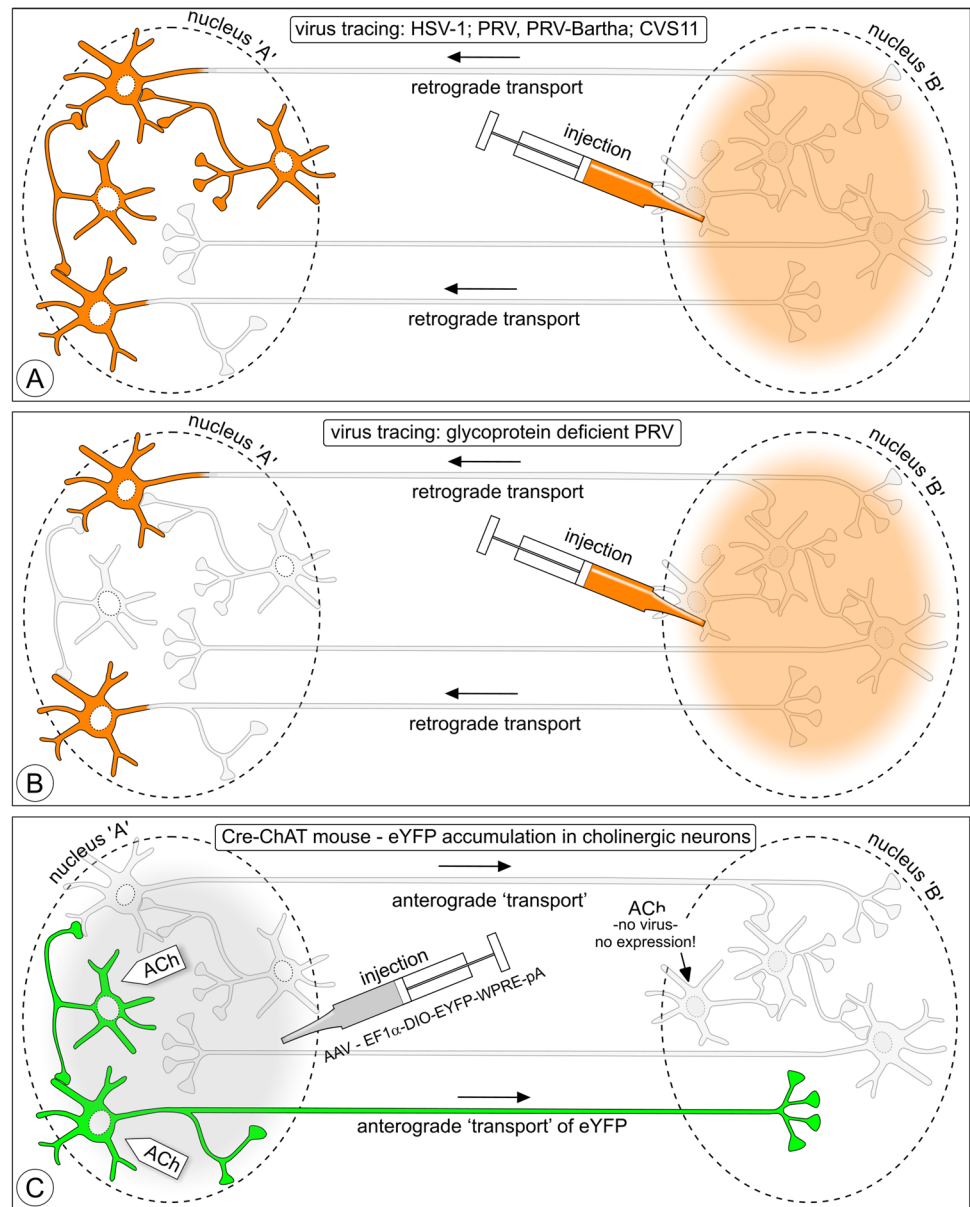 virus tracing: HSV-1; PRV, PRV-Bartha; CVS11
nucleus 'A'
nucleus 'B'
retrograde transport
injection
retrograde transport
A
virus tracing: glycoprotein deficient PRV
nucleus 'A'
nucleus 'B'
retrograde transport
injection
retrograde transport
B
Cre-ChAT mouse - eYFP accumulation in cholinergic neurons
nucleus 'A'
nucleus 'B'
anterograde ‘transport’
ACh
-no virus-
no expression!
ACh
injection
AAV - EF1α-DIO-EYFP-WPRE-pA
anterograde ‘transport’ of eYFP
ACh
C